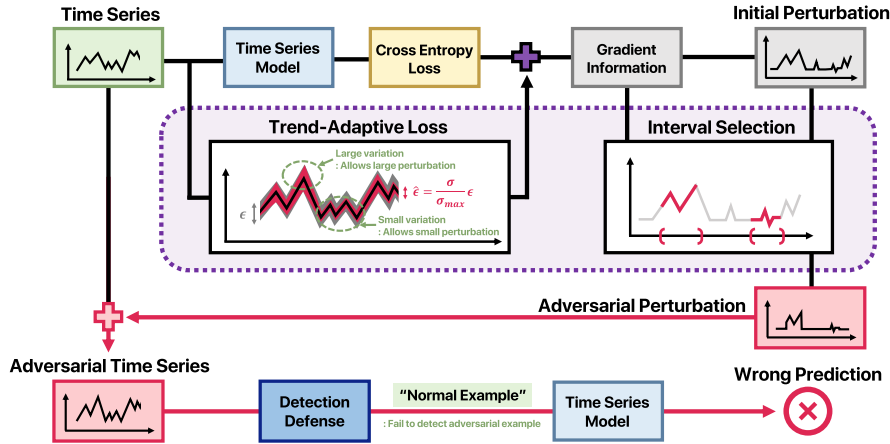 Time Series
Initial Perturbation
Time Series
Model
Cross Entropy
Loss
Gradient
Information
Trend-Adaptive Loss
Large variation
: Allows large perturbation
ϵ
ϵ̂ = σ/σmax ϵ
Small variation
: Allows small perturbation
Interval Selection
Adversarial Perturbation
Adversarial Time Series
Detection
Defense
“Normal Example”
: Fail to detect adversarial example
Time Series
Model
Wrong Prediction